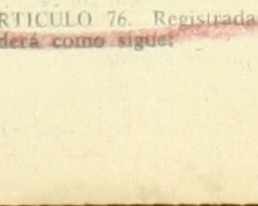 RTICULO 76. Registrada
derá como sigue: